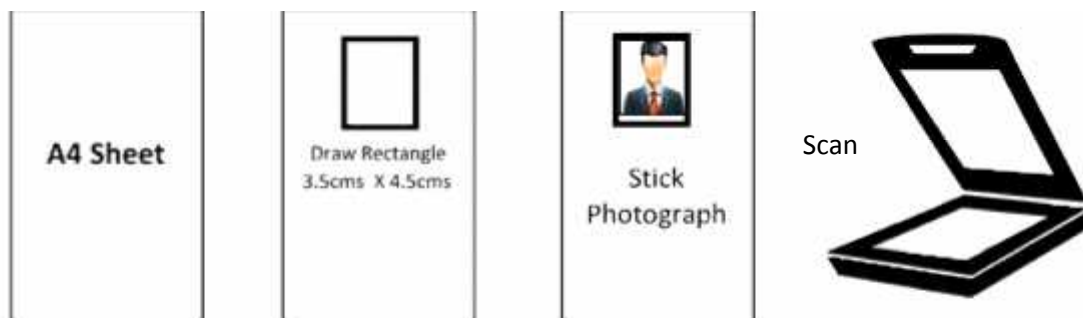 A4 Sheet
Draw Rectangle
3.5cms X 4.5cms
Stick
Photograph
Scan